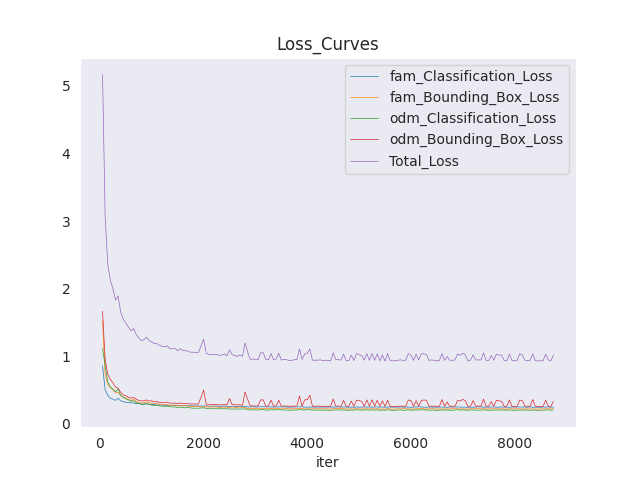 Loss_Curves
fam_Classification_Loss
fam_Bounding_Box_Loss
odm_Classification_Loss
odm_Bounding_Box_Loss
Total_Loss
5
4
3
2
1
0
0 2000 4000 6000 8000
iter